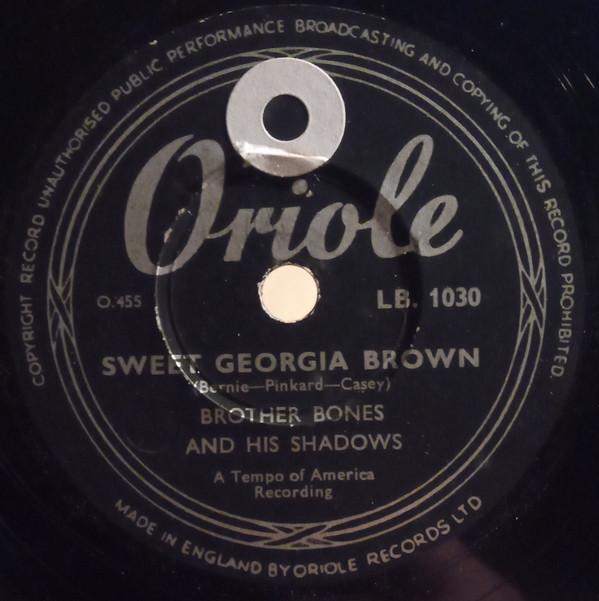 COPYRIGHT RECORD UNAUTHORISED PUBLIC PERFORMANCE BROADCASTING AND COPYING OF THIS RECORD PROHIBITED.
Oriole
O.455 LB. 1030
SWEET GEORGIA BROWN
(Bernie—Pinkard—Casey)
BROTHER BONES
AND HIS SHADOWS
A Tempo of America
Recording
MADE IN ENGLAND BY ORIOLE RECORDS LTD